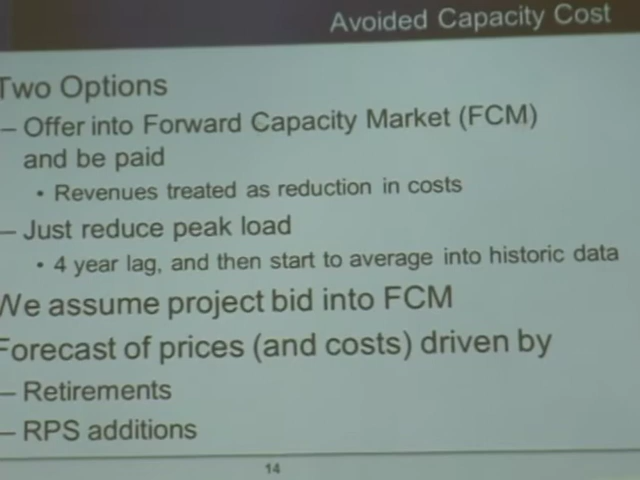 Avoided Capacity Cost
Two Options
– Offer into Forward Capacity Market (FCM)
and be paid
• Revenues treated as reduction in costs
– Just reduce peak load
• 4 year lag, and then start to average into historic data
We assume project bid into FCM
Forecast of prices (and costs) driven by
– Retirements
– RPS additions
14